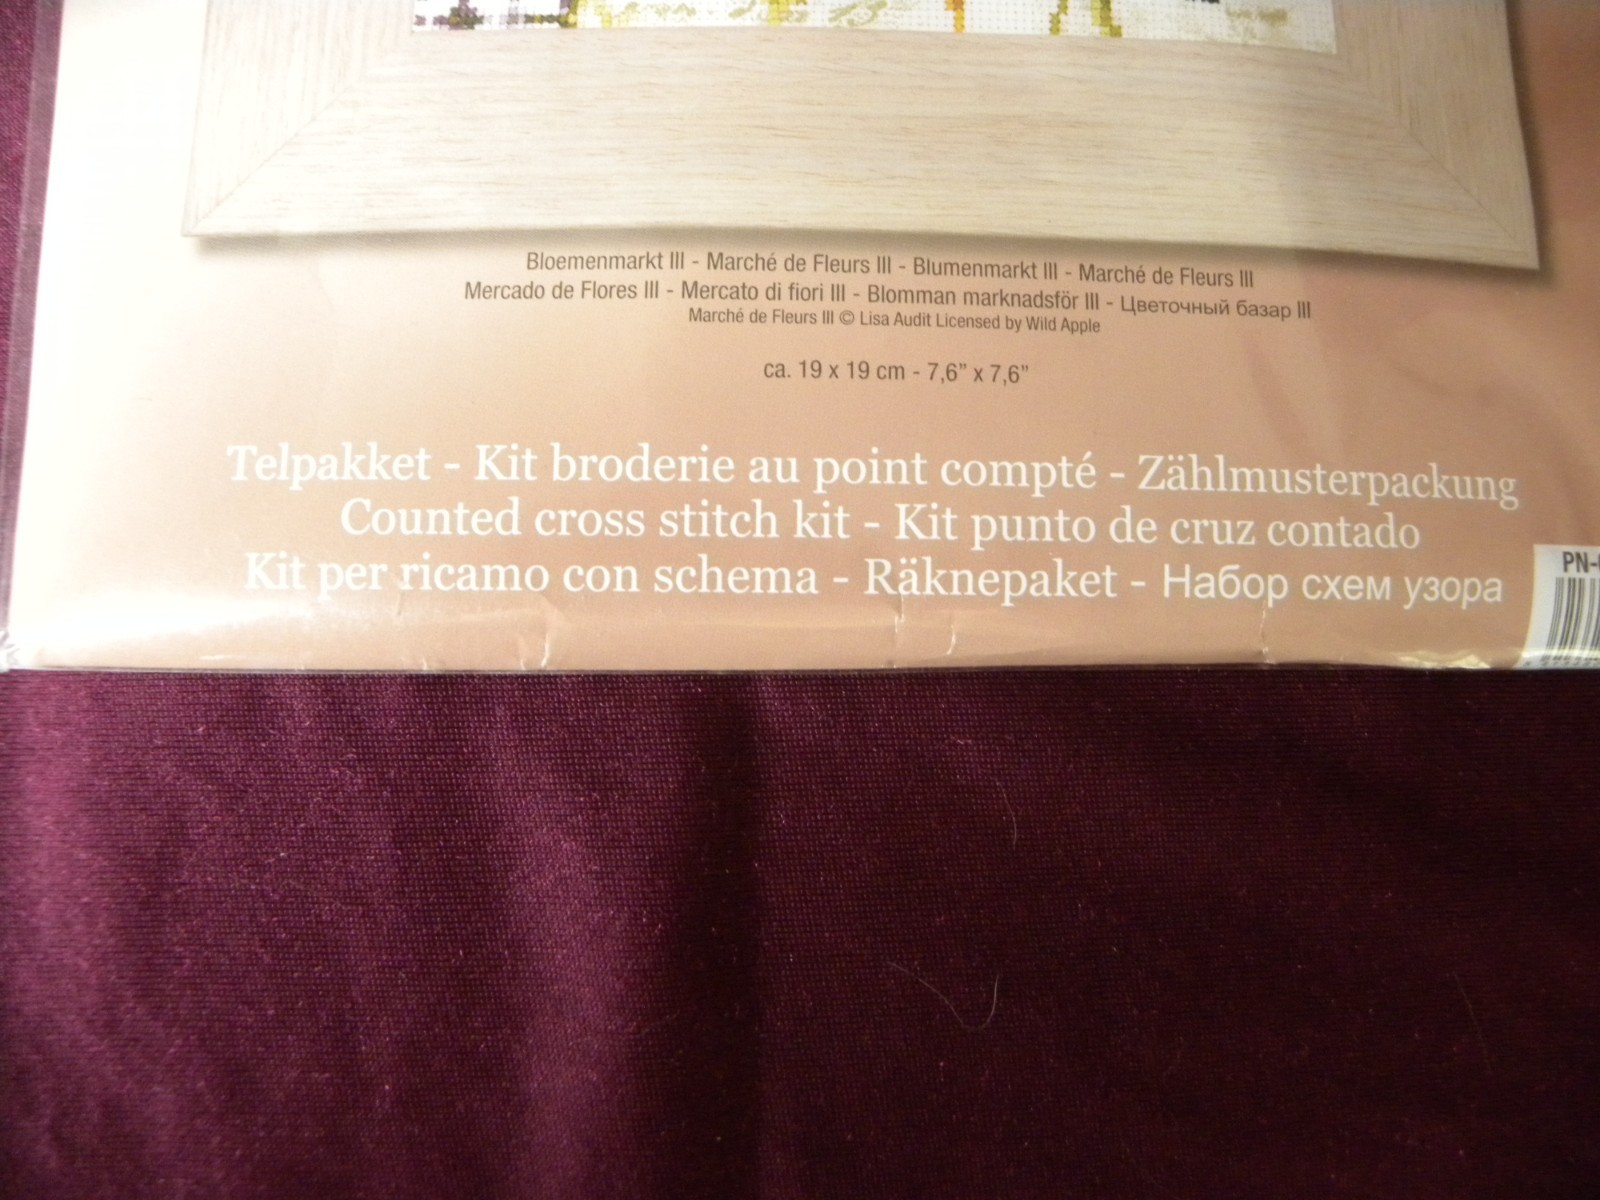 Bloemenmarkt III - Marché de Fleurs III - Blumenmarkt III - Marché de Fleurs III
Mercado de Flores III - Mercato di fiori III - Blomman marknadsför III - Цветочный базар III
Marché de Fleurs III © Lisa Audit Licensed by Wild Apple
ca. 19 x 19 cm - 7,6” x 7,6”
Telpakket - Kit broderie au point compté - Zählmusterpackung
Counted cross stitch kit - Kit punto de cruz contado
Kit per ricamo con schema - Räknepaket - Набор схем узора